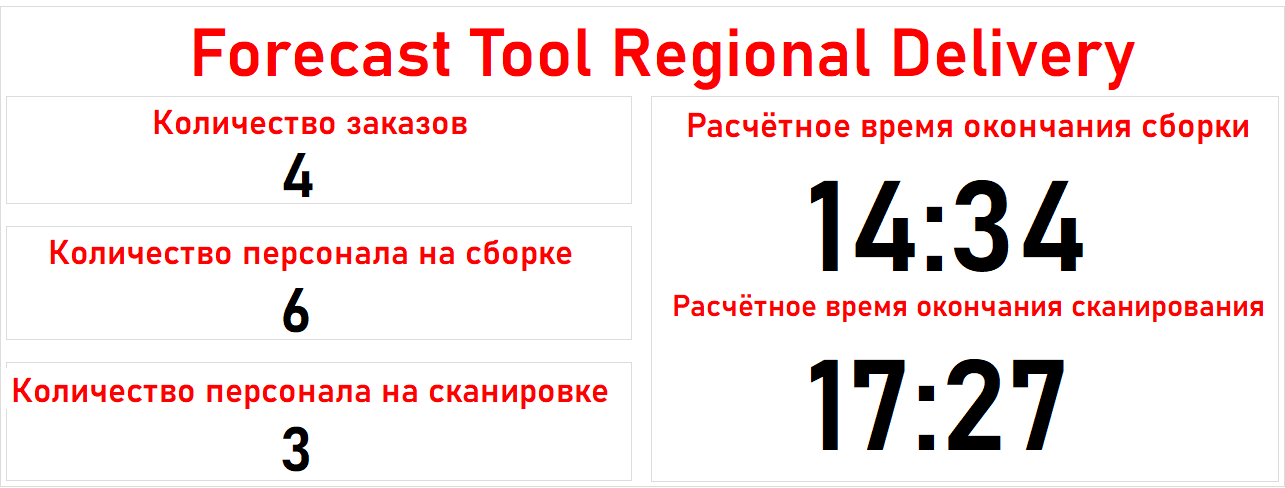 Forecast Tool Regional Delivery
Количество заказов
4
Количество персонала на сборке
6
Количество персонала на сканировке
3
Расчётное время окончания сборки
14:34
Расчётное время окончания сканирования
17:27